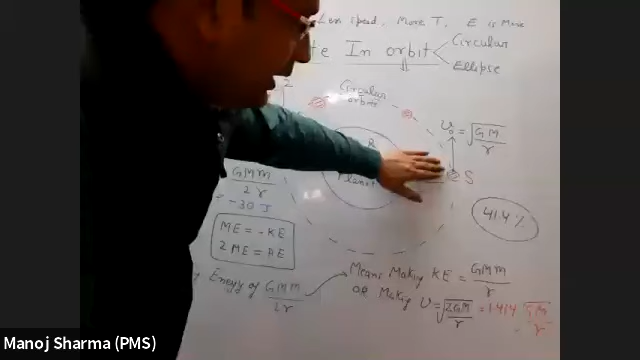 Less speed, More T, E is More
te In orbit
Circular
Ellipse
2
Circular
orbit
R
Planet
v₀ = √GM/r
S
41.4 %
GMm/2r
= -30 J
ME = -KE
2ME = PE
Energy of GMm/2r
Means Making KE = GMm/r
OR Making v = √2GM/r = 1.414 √GM/r
Manoj Sharma (PMS)